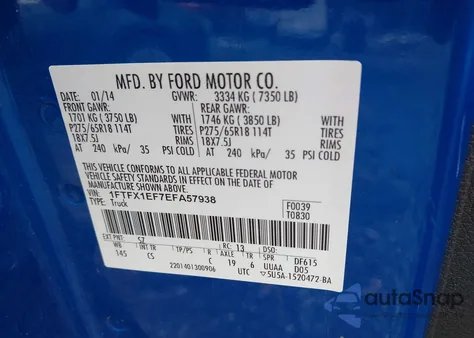 MFD. BY FORD MOTOR CO.
DATE: 01/14 GVWR: 3334 KG ( 7350 LB)
FRONT GAWR: REAR GAWR:
1701 KG ( 3750 LB) 1746 KG ( 3850 LB)
P275/65R18 114T TIRES P275/65R18 114T TIRES
18X7.5J RIMS 18X7.5J RIMS
AT 240 kPa/ 35 PSI COLD AT 240 kPa/ 35 PSI COLD
THIS VEHICLE CONFORMS TO ALL APPLICABLE FEDERAL MOTOR
VEHICLE SAFETY STANDARDS IN EFFECT ON THE DATE OF
MANUFACTURE SHOWN ABOVE.
VIN: 1FTFX1EF7EFA57938 F0039
TYPE: Truck T0830
EXT PNT: SZ RC: 13 DSO:
WB INT TR TP/PS R AXLE TR SPR DF615
145 CS C 19 6 UUAA D05
2201401300906 UTC 5U5A-1520472-BA
autoSnap